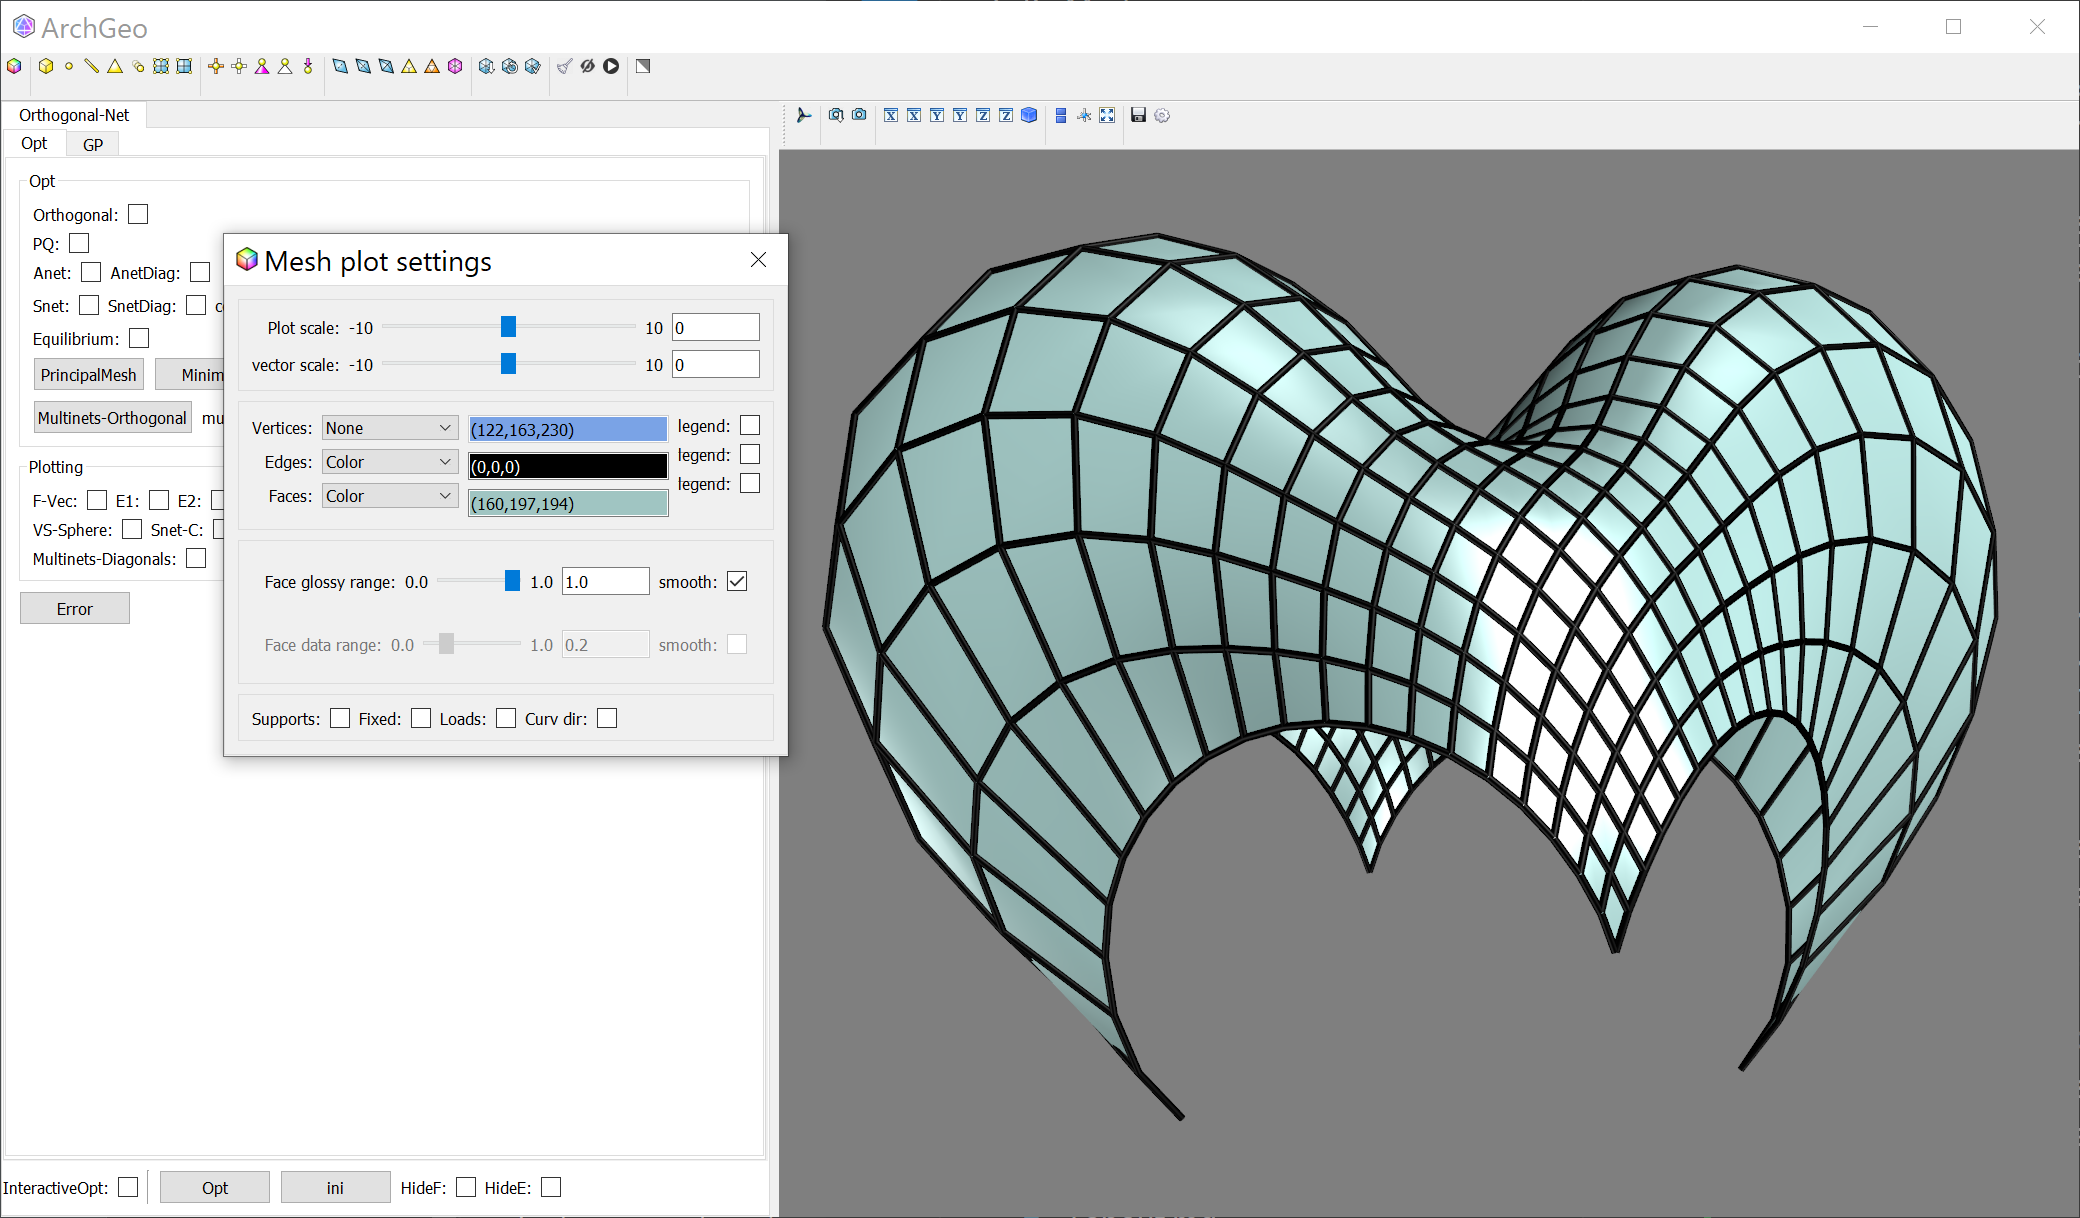 ArchGeo
Orthogonal-Net
Opt GP
Opt
Orthogonal:
PQ:
Anet: AnetDiag:
Snet: SnetDiag:
Equilibrium:
PrincipalMesh Minim
Multinets-Orthogonal mu
Plotting
F-Vec: E1: E2:
VS-Sphere: Snet-C:
Multinets-Diagonals:
Error
Mesh plot settings
Plot scale: -10 10 0
vector scale: -10 10 0
Vertices: None (122,163,230) legend:
Edges: Color (0,0,0) legend:
Faces: Color (160,197,194) legend:
Face glossy range: 0.0 1.0 1.0 smooth:
Face data range: 0.0 1.0 0.2 smooth:
Supports: Fixed: Loads: Curv dir:
X X Y Y Z Z
InteractiveOpt: Opt ini HideF: HideE: